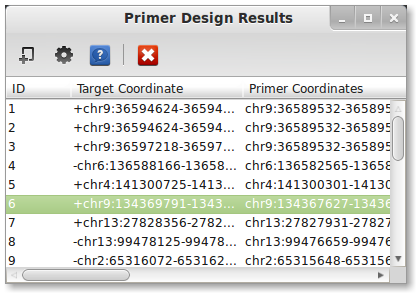 Primer Design Results
ID Target Coordinate Primer Coordinates
1 +chr9:36594624-36594... chr9:36589532-365895
2 +chr9:36594624-36594... chr9:36589532-365895
3 +chr9:36597218-36597... chr9:36589532-365895
4 -chr6:136588166-13658... chr6:136582565-13658
5 +chr4:141300725-1413... chr4:141300301-14130
6 +chr9:134369791-1343... chr9:134367627-13436
7 +chr13:27828356-2782... chr13:27827931-27827
8 -chr13:99478125-99478... chr13:99476659-99476
9 -chr2:65316072-653162... chr2:65315648-653156